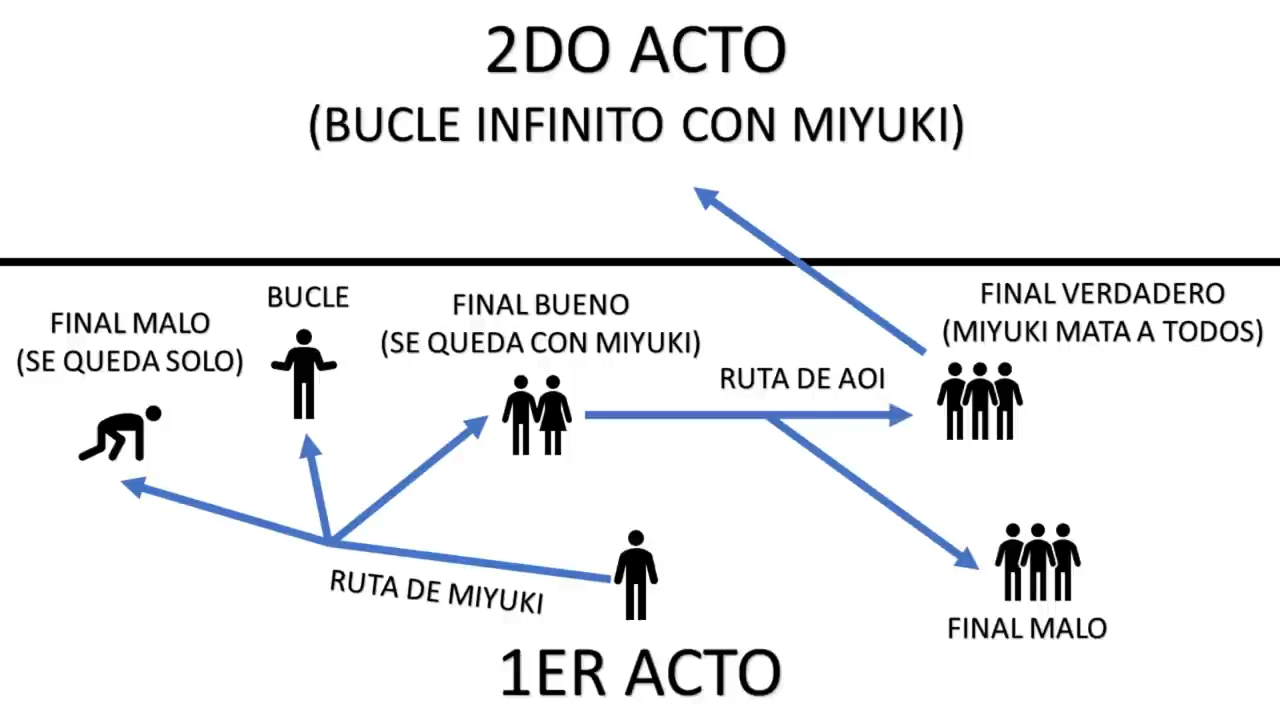 2DO ACTO
(BUCLE INFINITO CON MIYUKI)
FINAL MALO
(SE QUEDA SOLO)
BUCLE
FINAL BUENO
(SE QUEDA CON MIYUKI)
RUTA DE AOI
FINAL VERDADERO
(MIYUKI MATA A TODOS)
RUTA DE MIYUKI
FINAL MALO
1ER ACTO